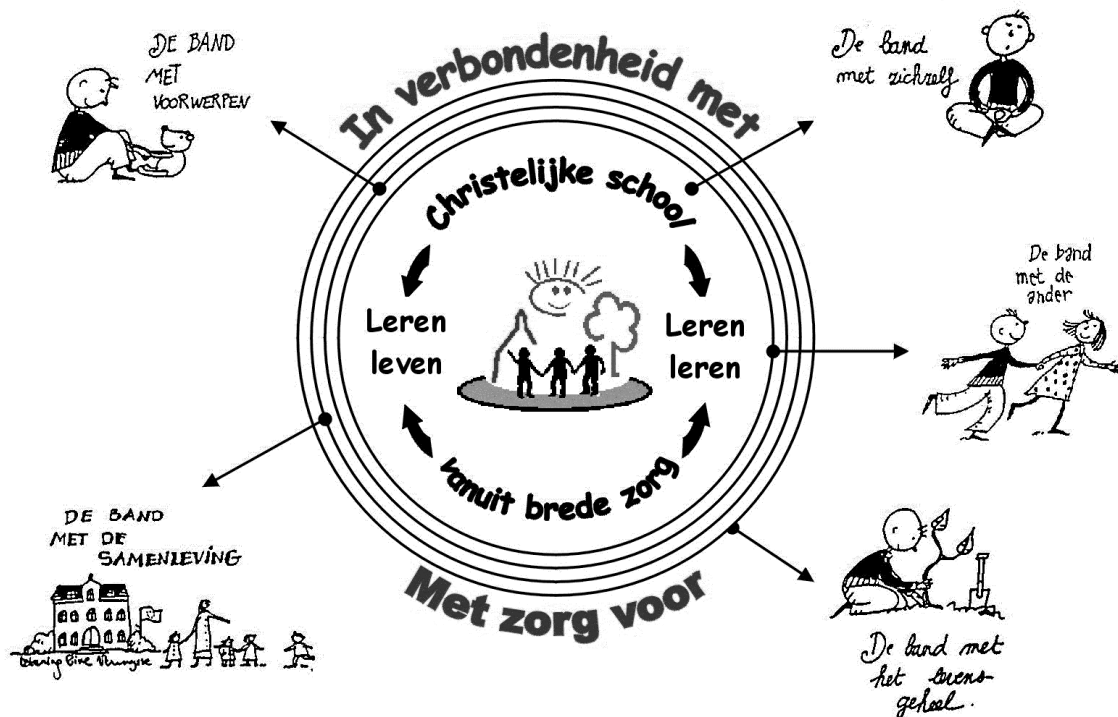 DE BAND
MET
VOORWERPEN
In verbondenheid met
De band
met zichzelf
Christelijke school
De band
met de
ander
Leren
leven
Leren
leren
vanuit brede zorg
DE BAND
MET DE
SAMENLEVING
Met zorg voor
De band met
het
geheel.